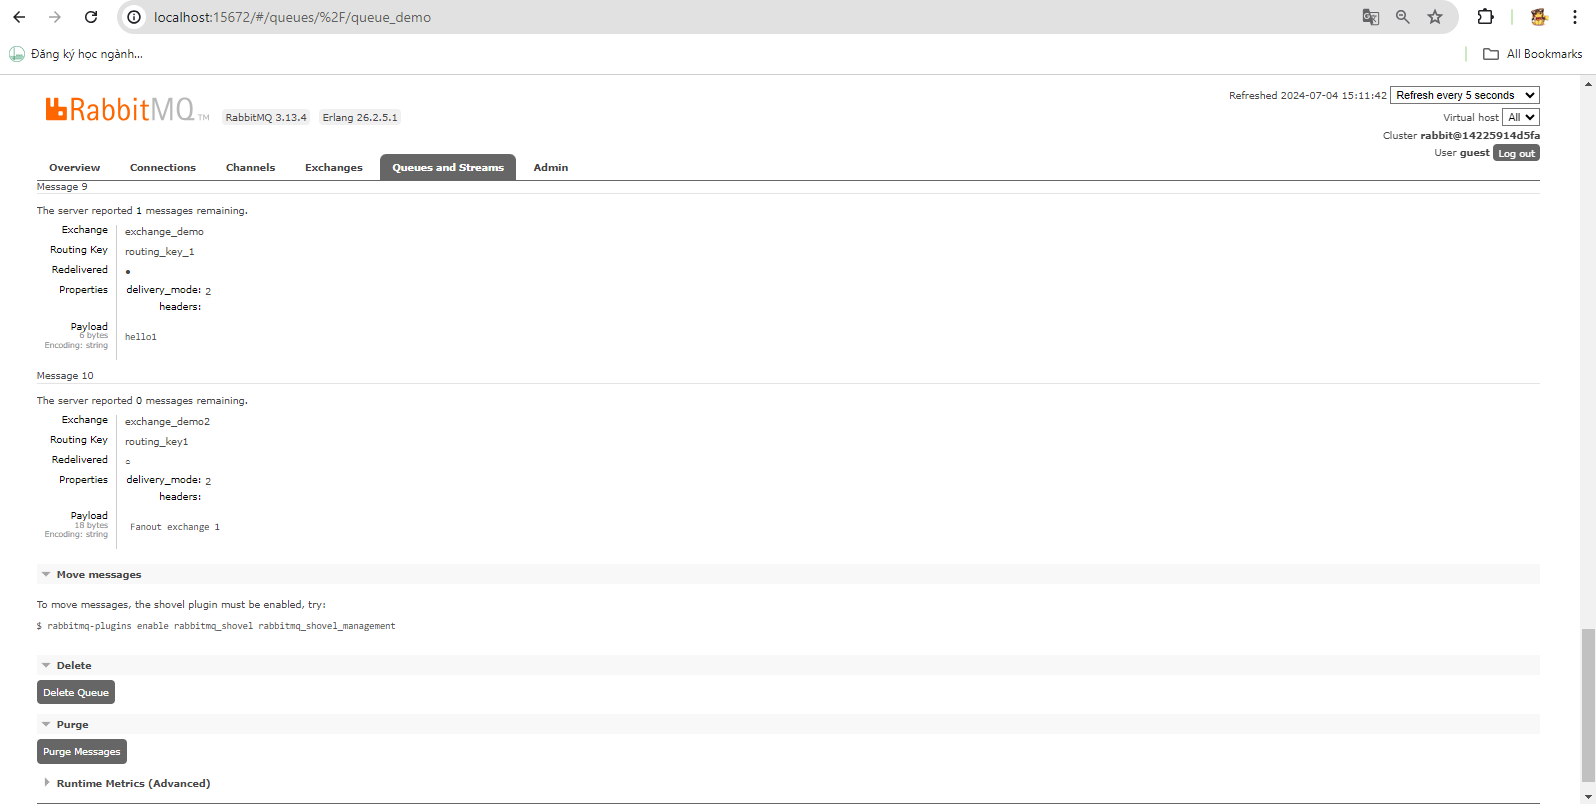 localhost:15672/#/queues/%2F/queue_demo
Đăng ký học ngành...
All Bookmarks
RabbitMQ TM
RabbitMQ 3.13.4
Erlang 26.2.5.1
Refreshed 2024-07-04 15:11:42
Refresh every 5 seconds
Virtual host All
Cluster rabbit@14225914d5fa
User guest Log out
Overview
Connections
Channels
Exchanges
Queues and Streams
Admin
Message 9
The server reported 1 messages remaining.
Exchange exchange_demo
Routing Key routing_key_1
Redelivered ●
Properties delivery_mode: 2
headers:
Payload
6 bytes
Encoding: string
hello1
Message 10
The server reported 0 messages remaining.
Exchange exchange_demo2
Routing Key routing_key1
Redelivered ○
Properties delivery_mode: 2
headers:
Payload
18 bytes
Encoding: string
Fanout exchange 1
Move messages
To move messages, the shovel plugin must be enabled, try:
$ rabbitmq-plugins enable rabbitmq_shovel rabbitmq_shovel_management
Delete
Delete Queue
Purge
Purge Messages
Runtime Metrics (Advanced)